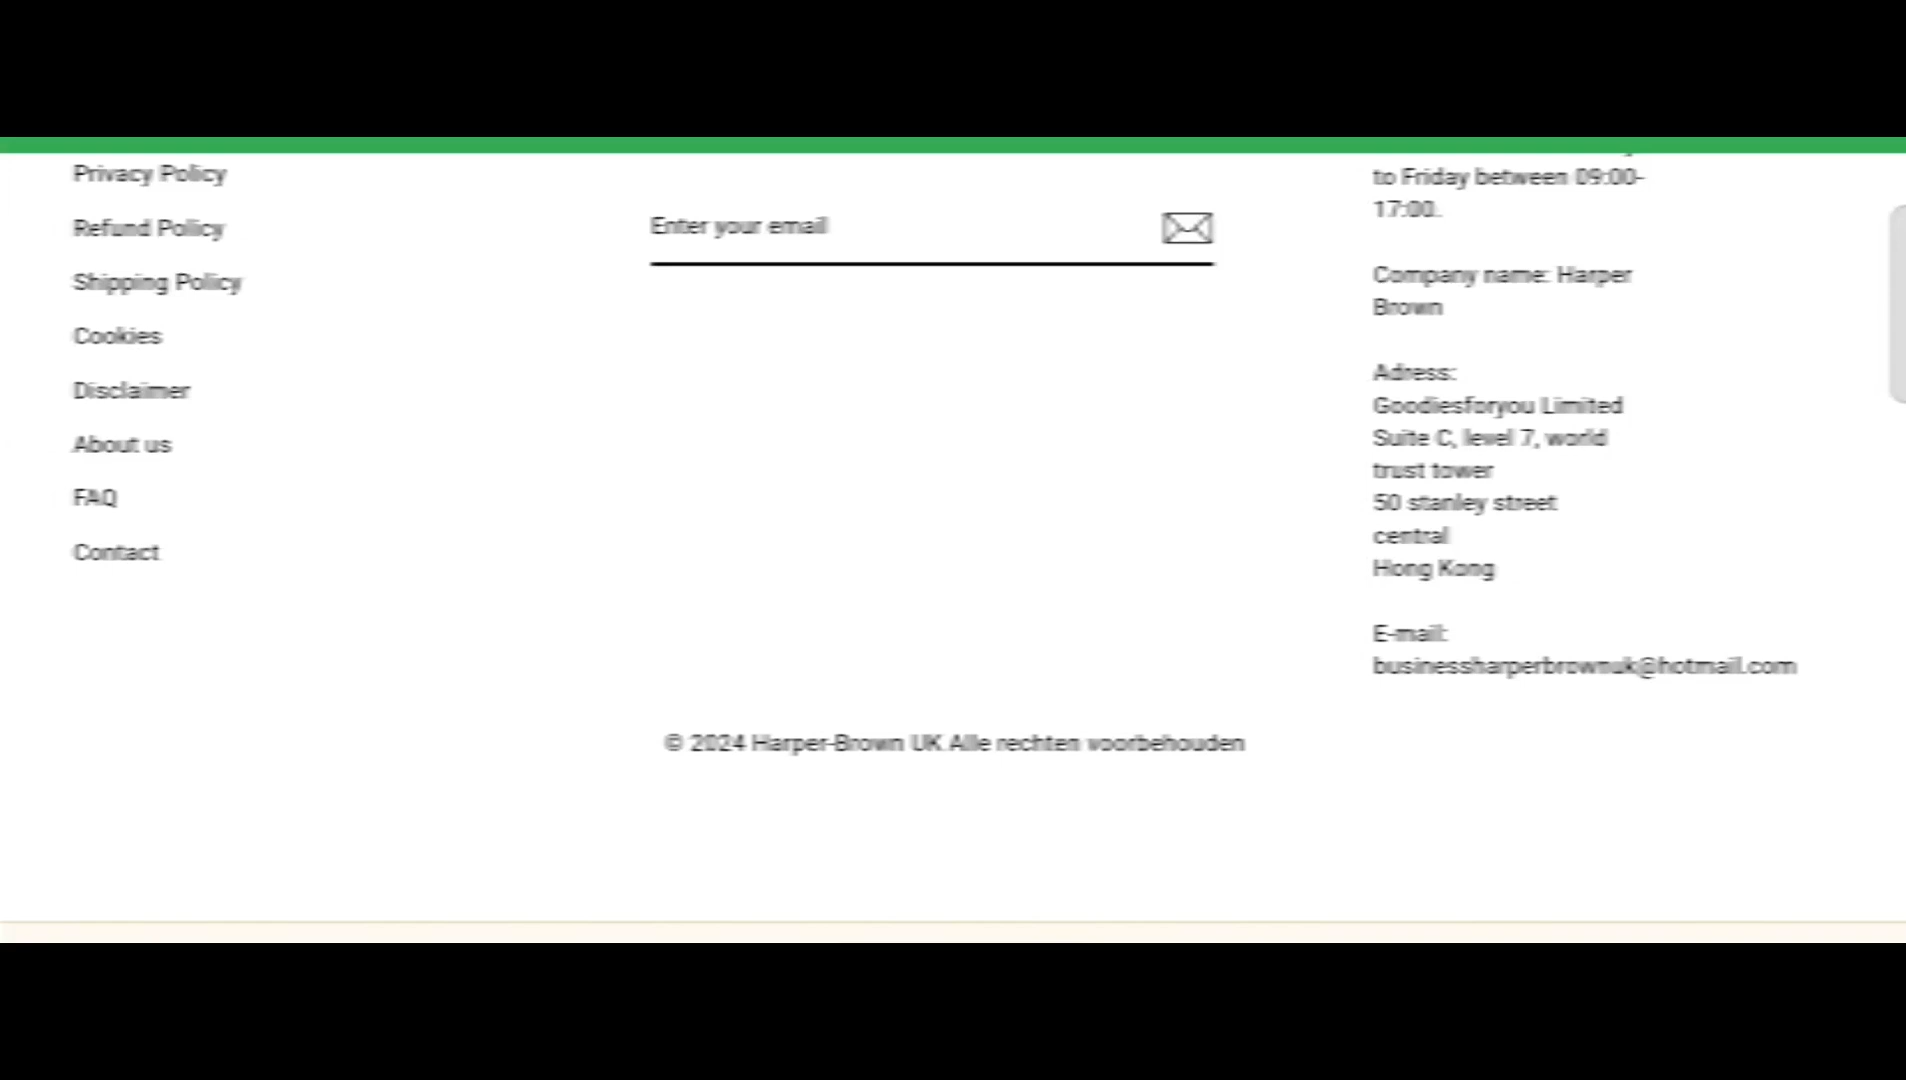 Privacy Policy
Refund Policy
Shipping Policy
Cookies
Disclaimer
About us
FAQ
Contact
Enter your email
to Friday between 09:00-
17:00.
Company name: Harper
Brown
Adress:
Goodiesforyou Limited
Suite C, level 7, world
trust tower
50 stanley street
central
Hong Kong
E-mail:
businessharperbrownuk@hotmail.com
© 2024 Harper-Brown UK Alle rechten voorbehouden